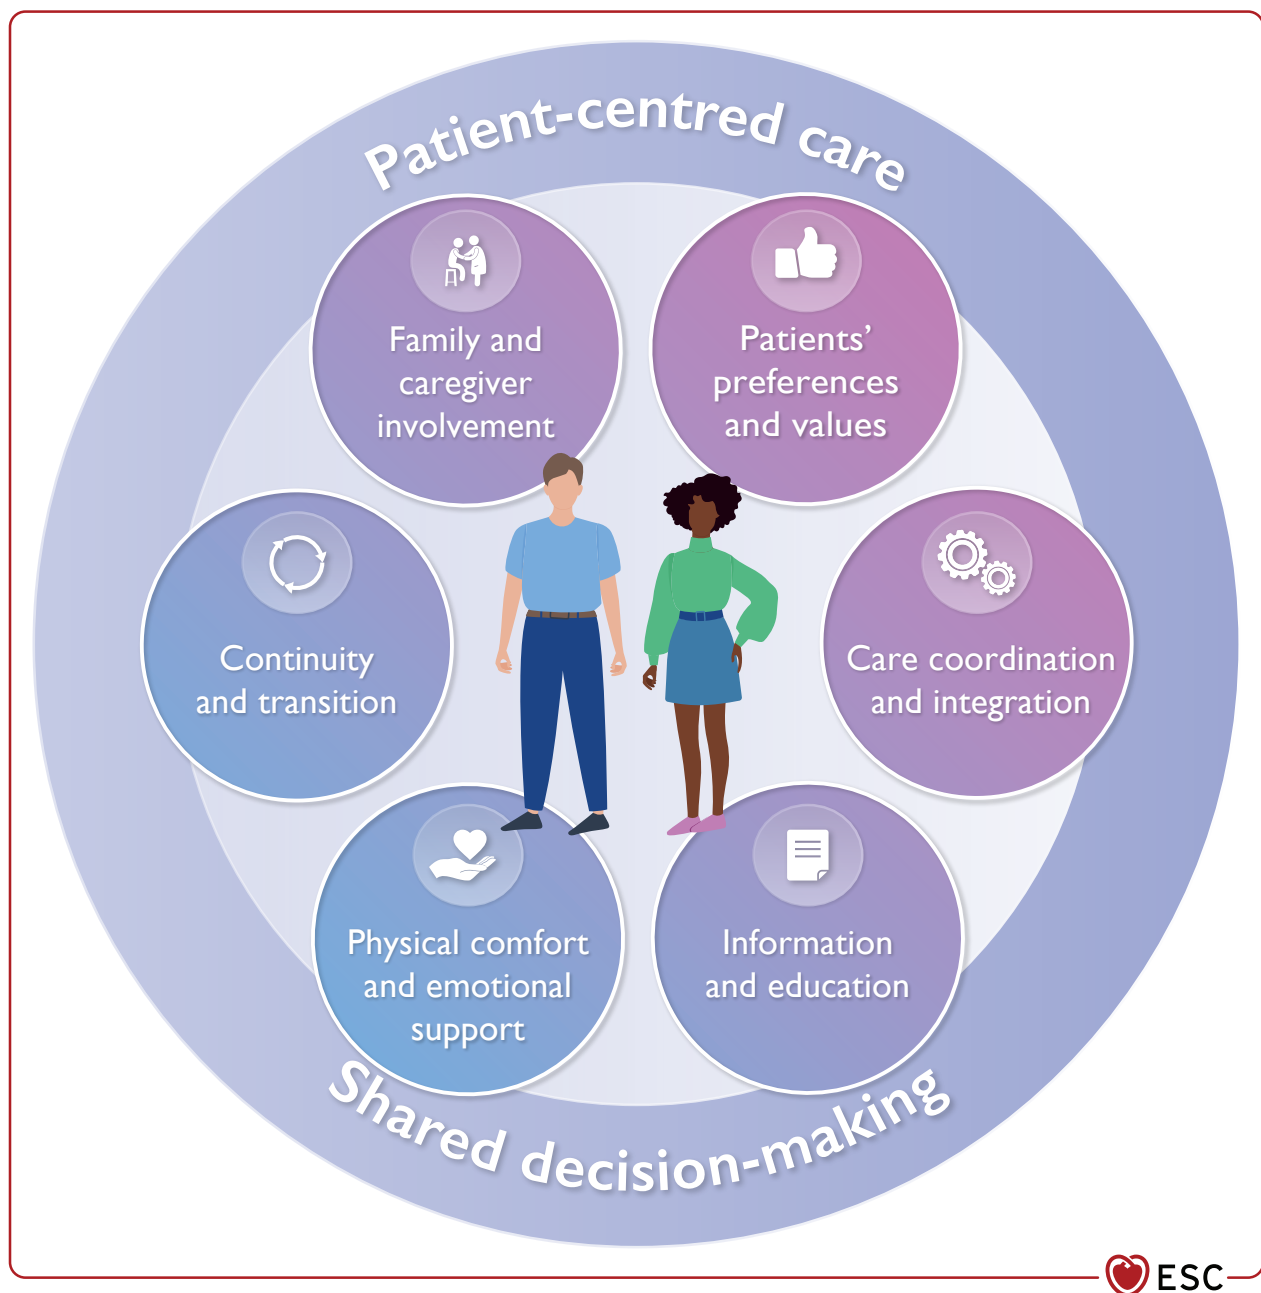 Patient-centred care
Family and
caregiver
involvement
Patients’
preferences
and values
Continuity
and transition
Care coordination
and integration
Physical comfort
and emotional
support
Information
and education
Shared decision-making
ESC